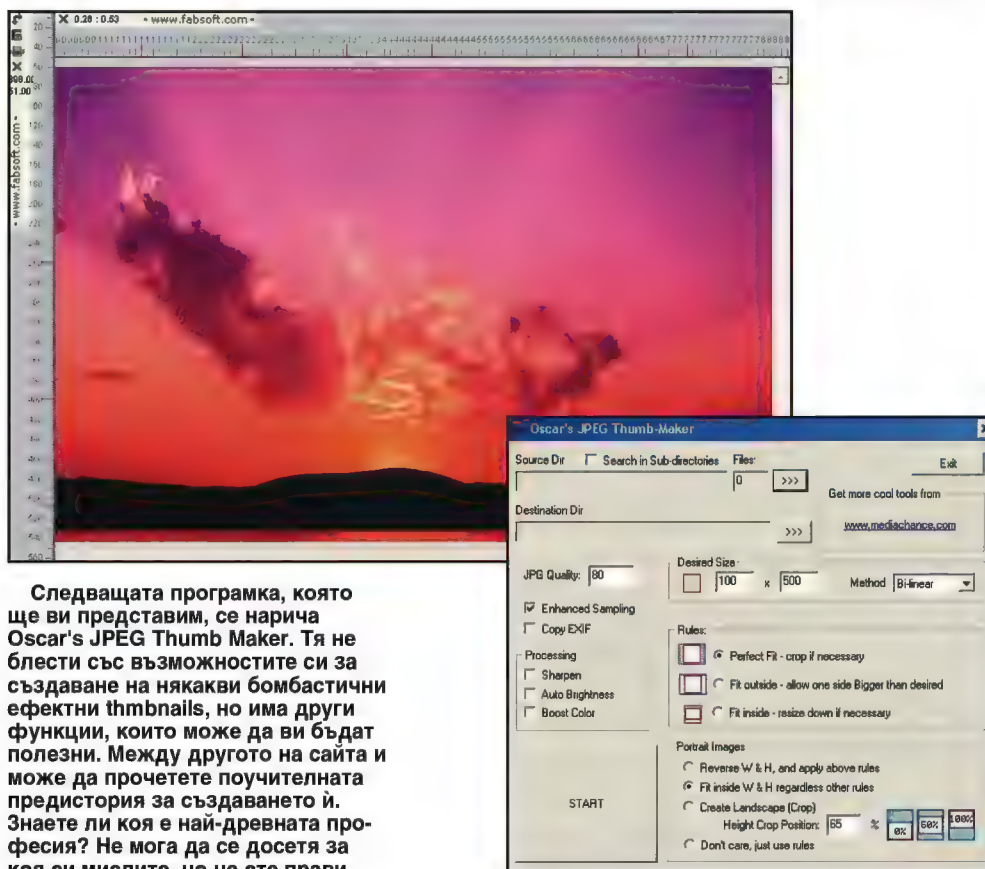 X 0.28 : 0.53 • www.fabsoft.com •
• www.fabsoft.com •
Oscar's JPEG Thumb-Maker
Source Dir Search in Sub-directories Files:
0 >>> Exit
Get more cool tools from
Destination Dir
>>> www.mediachance.com
JPG Quality: 80
Desired Size
100 x 500 Method Bi-linear
Enhanced Sampling
Copy EXIF
Rules:
Perfect Fit - crop if necessary
Processing
Sharpen
Fit outside - allow one side Bigger than desired
Auto Brightness
Boost Color
Fit inside - resize down if necessary
Portrait Images
Reverse W & H, and apply above rules
Fit inside W & H regardless other rules
START
Create Landscape (Crop)
Height Crop Position: 65 % 0% 60% 100%
Don't care, just use rules
Следващата програмка, която
ще ви представим, се нарича
Oscar's JPEG Thumb Maker. Тя не
блести със възможностите си за
създаване на някакви бомбастични
ефектни thmbnails, но има други
функции, които може да ви бъдат
полезни. Между другото на сайта и
може да прочетете поучителната
предистория за създаването ѝ.
Знаете ли коя е най-древната про-
фесия? Не мога да се досетя за